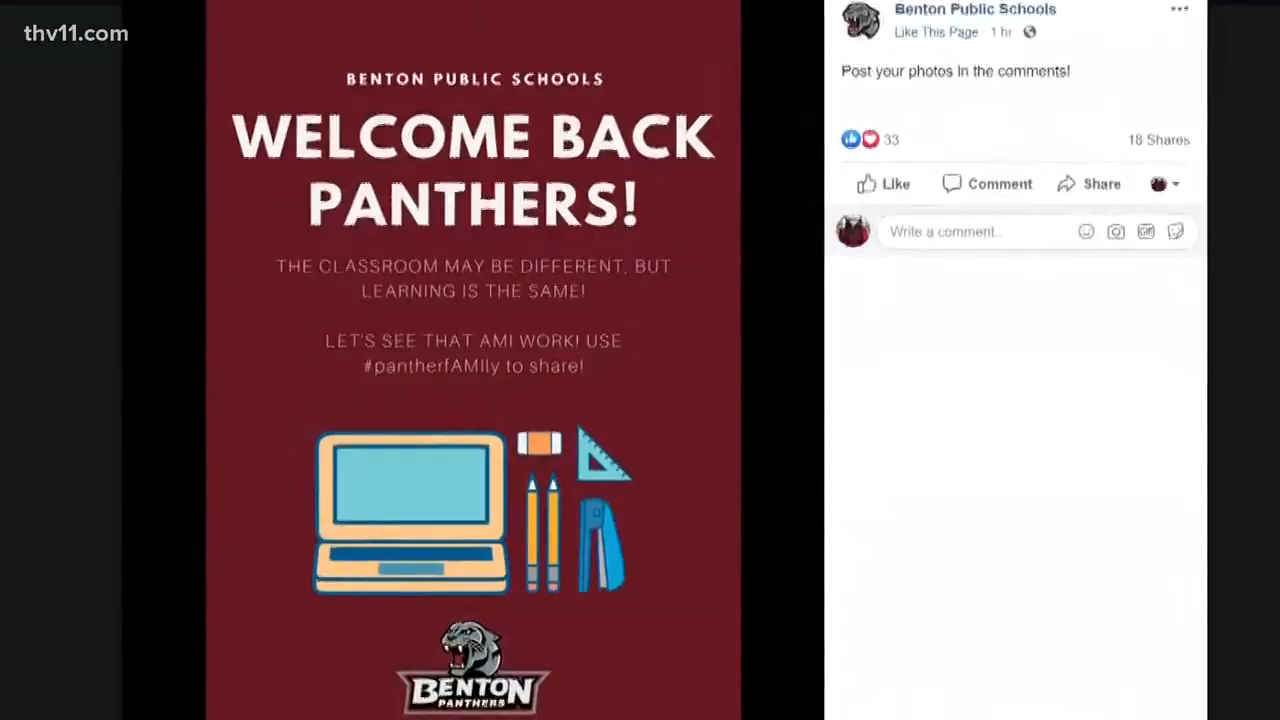 thv11.com
BENTON PUBLIC SCHOOLS
WELCOME BACK
PANTHERS!
THE CLASSROOM MAY BE DIFFERENT, BUT
LEARNING IS THE SAME!
LET'S SEE THAT AMI WORK! USE
#pantherfAMIly to share!
BENTON
PANTHERS
Benton Public Schools
Like This Page · 1 hr
Post your photos in the comments!
33
18 Shares
Like
Comment
Share
Write a comment...
GIF